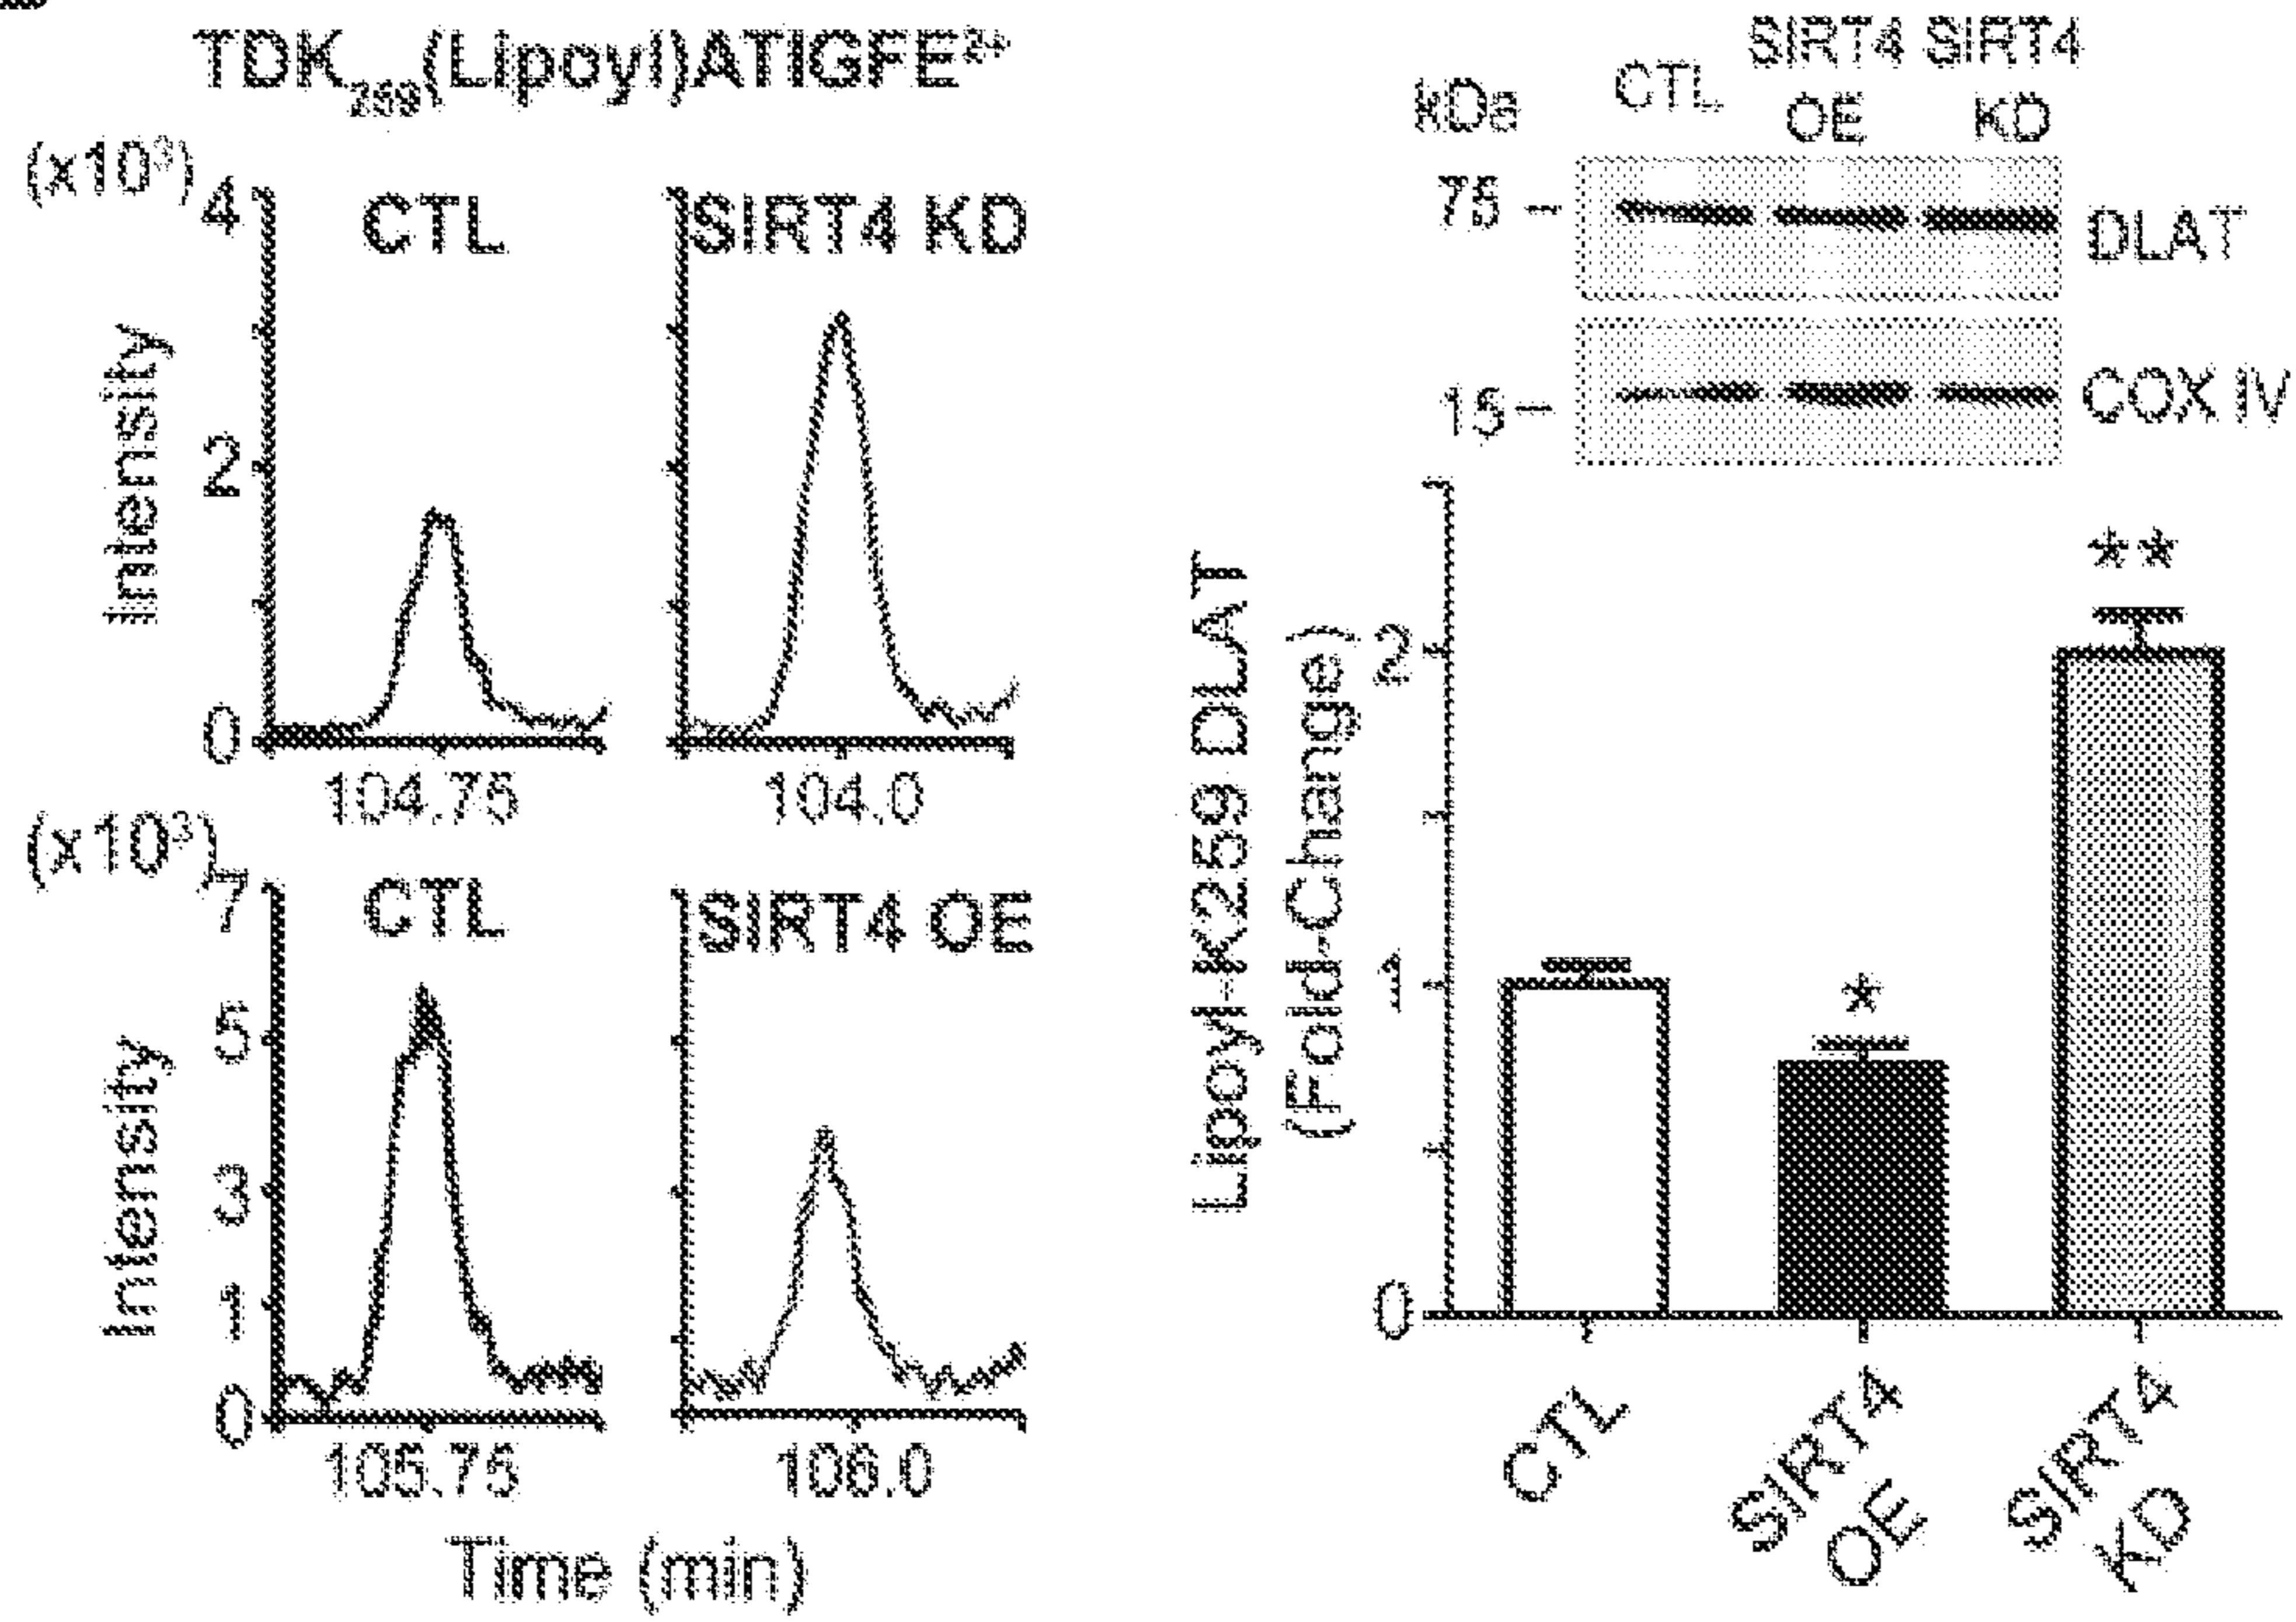 TDK259(Lipoyl)ATIGFE2+
(x10³)
4
2
0
Intensity
CTL
SIRT4 KD
104.75
104.0
(x10³)
7
5
3
1
0
Intensity
CTL
SIRT4 OE
105.75
106.0
Time (min)
kDa
CTL
SIRT4 OE
SIRT4 KD
75
DLAT
15
COX IV
Lipoyl-K259 DLAT
(Fold-Change)
2
1
0
*
**
CTL
SIRT4
OE
SIRT4
KD